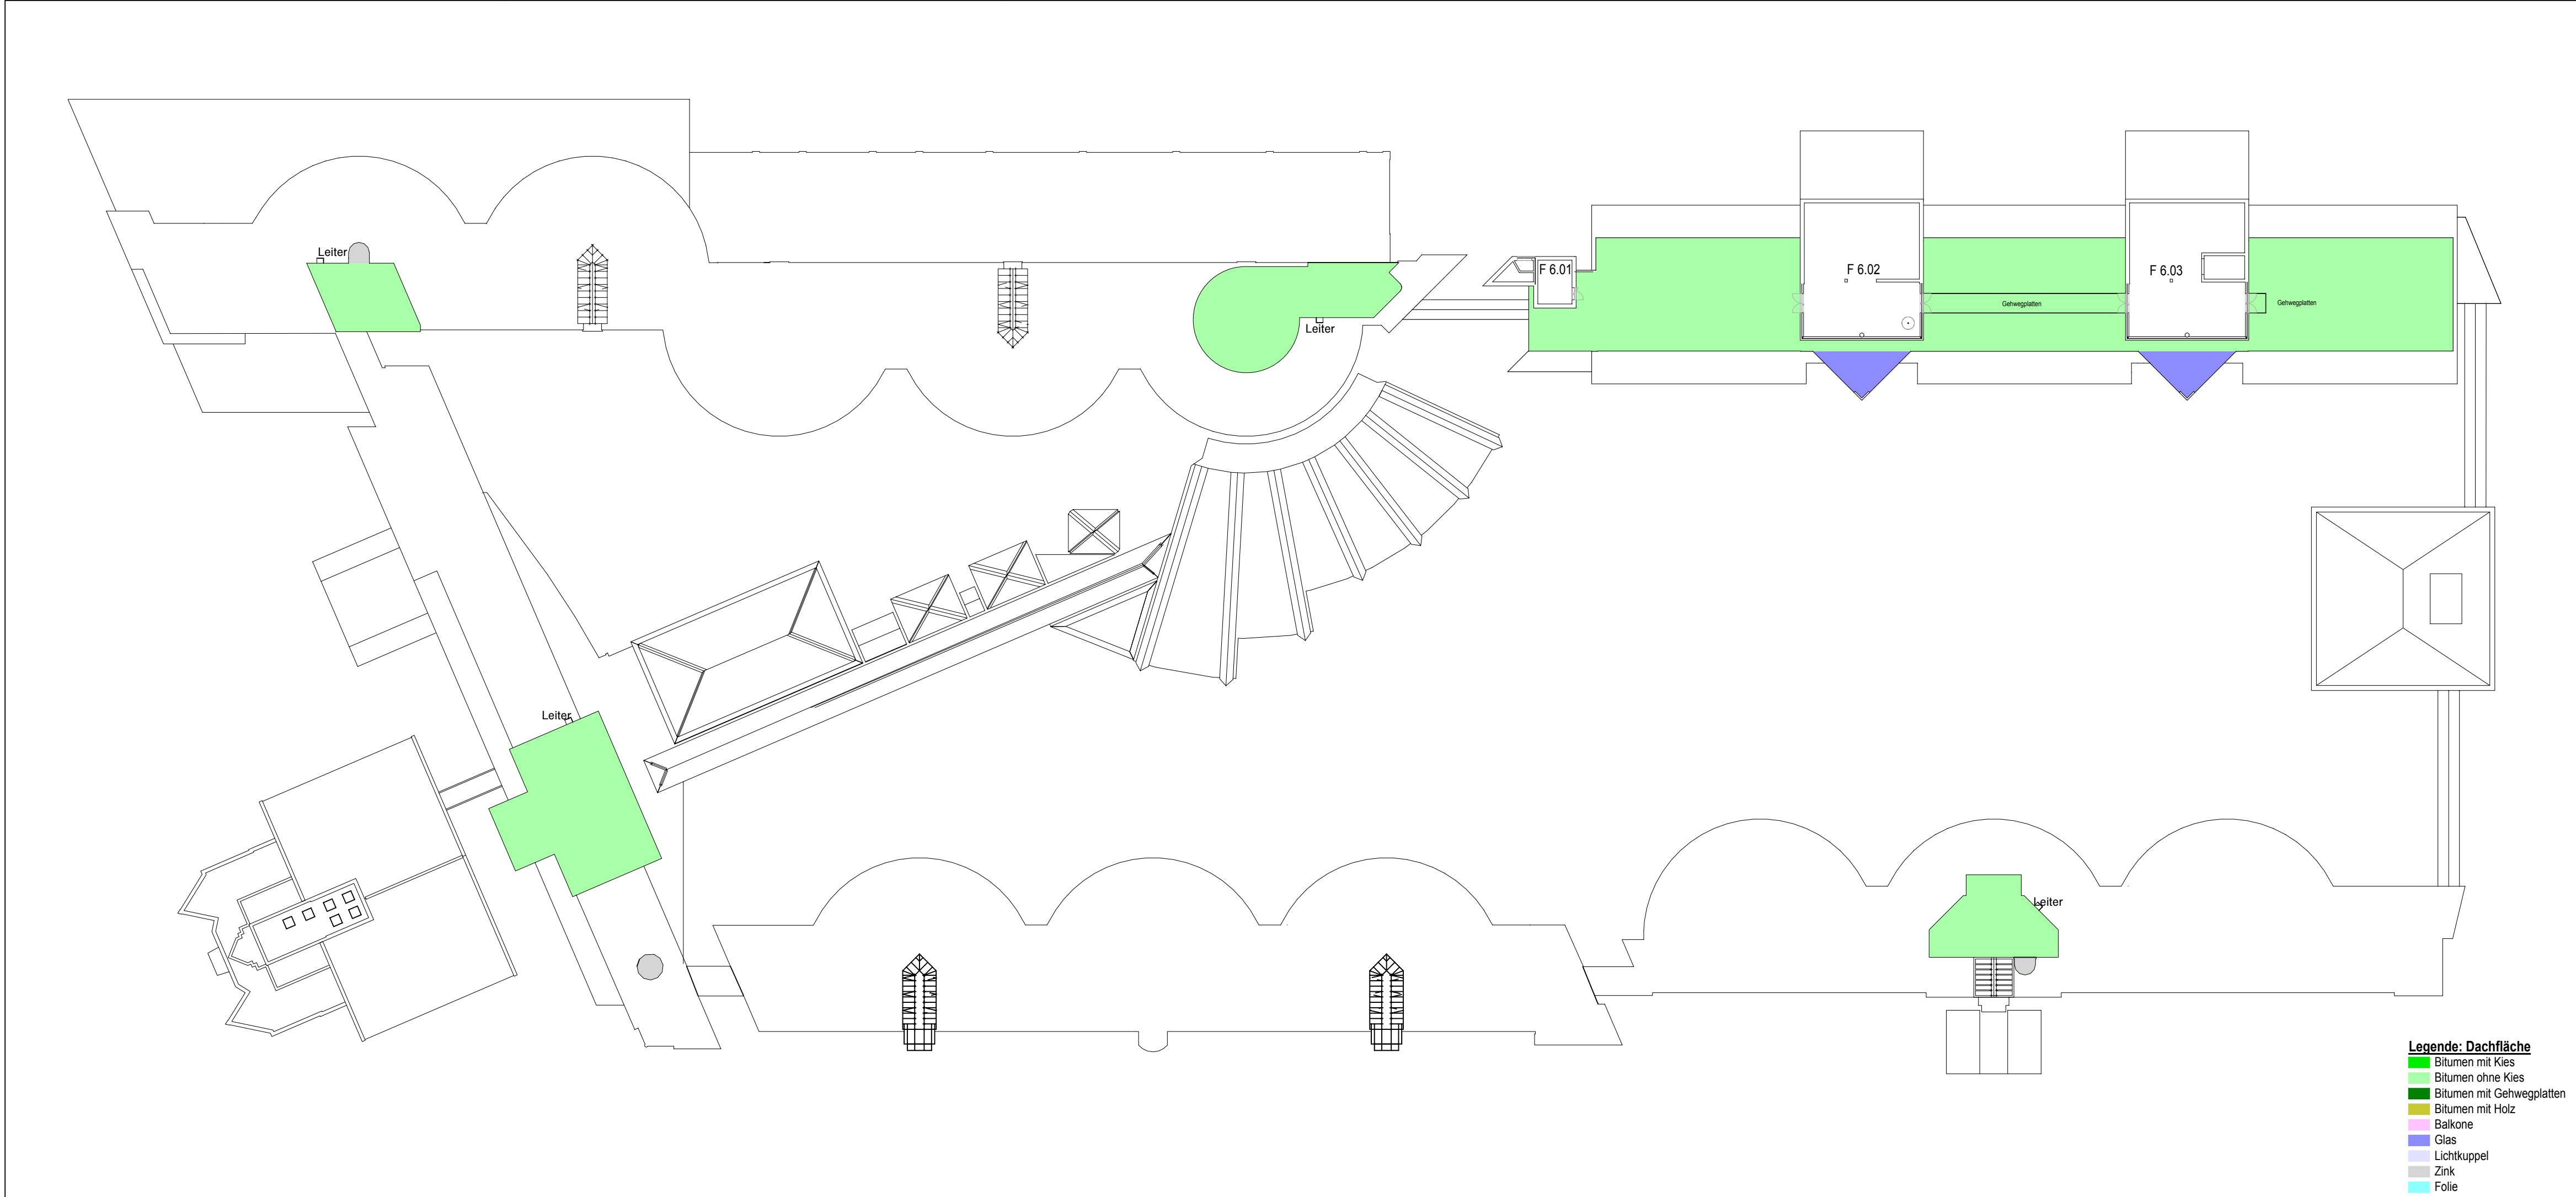 Leiter
F 6.01
F 6.02
F 6.03
Gehwegplatten
Gehwegplatten
Leiter
Leiter
Leiter
Legende: Dachfläche
Bitumen mit Kies
Bitumen ohne Kies
Bitumen mit Gehwegplatten
Bitumen mit Holz
Balkone
Glas
Lichtkuppel
Zink
Folie